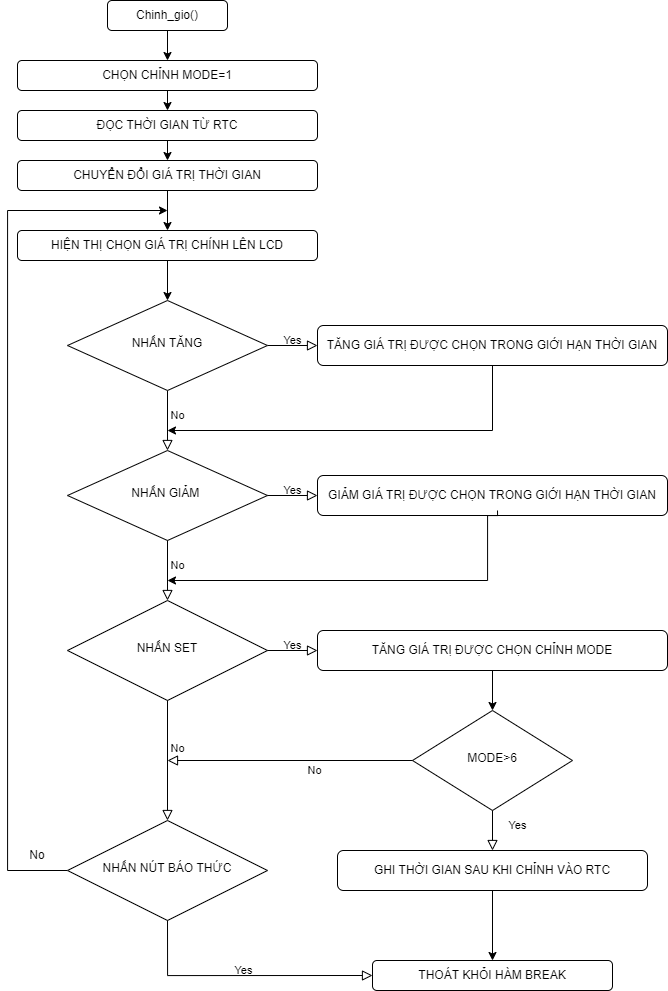 Chinh_gio()
CHỌN CHỈNH MODE=1
ĐỌC THỜI GIAN TỪ RTC
CHUYỂN ĐỔI GIÁ TRỊ THỜI GIAN
HIỆN THỊ CHỌN GIÁ TRỊ CHỈNH LÊN LCD
NHẤN TĂNG
Yes
TĂNG GIÁ TRỊ ĐƯỢC CHỌN TRONG GIỚI HẠN THỜI GIAN
No
NHẤN GIẢM
Yes
GIẢM GIÁ TRỊ ĐƯỢC CHỌN TRONG GIỚI HẠN THỜI GIAN
No
NHẤN SET
Yes
TĂNG GIÁ TRỊ ĐƯỢC CHỌN CHỈNH MODE
No
MODE>6
No
Yes
No
NHẤN NÚT BÁO THỨC
GHI THỜI GIAN SAU KHI CHỈNH VÀO RTC
Yes
THOÁT KHỎI HÀM BREAK